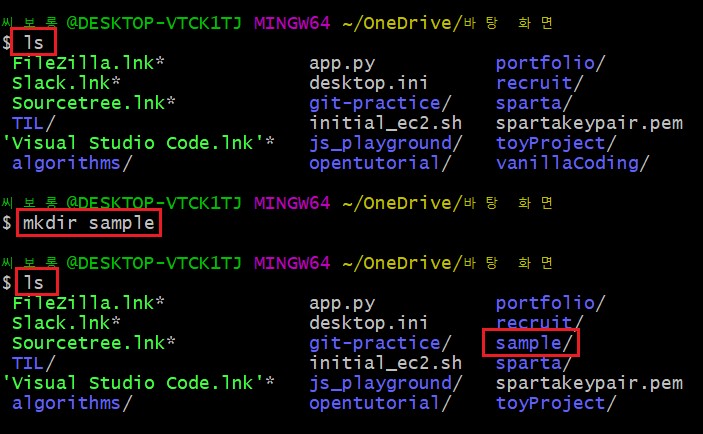 씨보롱@DESKTOP-VTCK1TJ MINGW64 ~/OneDrive/바탕 화면
$ ls
FileZilla.lnk* app.py portfolio/
Slack.lnk* desktop.ini recruit/
Sourcetree.lnk* git-practice/ sparta/
TIL/ initial_ec2.sh spartakeypair.pem
'Visual Studio Code.lnk'* js_playground/ toyProject/
algorithms/ opentutorial/ vanillaCoding/
씨보롱@DESKTOP-VTCK1TJ MINGW64 ~/OneDrive/바탕 화면
$ mkdir sample
씨보롱@DESKTOP-VTCK1TJ MINGW64 ~/OneDrive/바탕 화면
$ ls
FileZilla.lnk* app.py portfolio/
Slack.lnk* desktop.ini recruit/
Sourcetree.lnk* git-practice/ sample/
TIL/ initial_ec2.sh sparta/
'Visual Studio Code.lnk'* js_playground/ spartakeypair.pem
algorithms/ opentutorial/ toyProject/